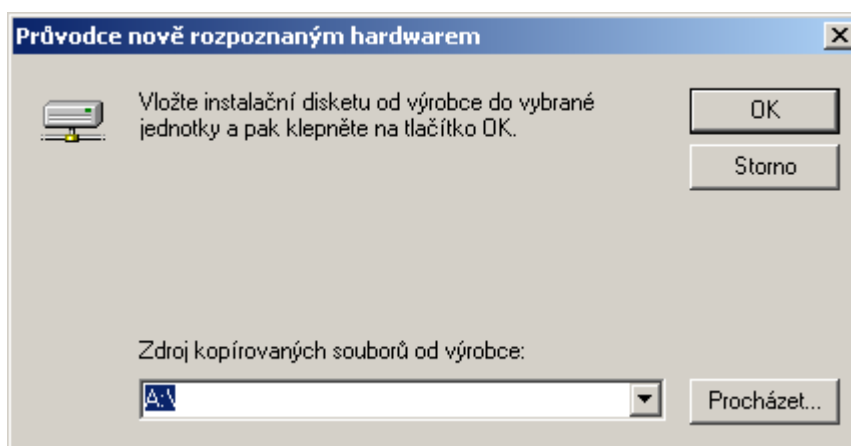 Průvodce nově rozpoznaným hardwarem
Vložte instalační disketu od výrobce do vybrané
jednotky a pak klepněte na tlačítko OK.
OK
Storno
Zdroj kopírovaných souborů od výrobce:
A:\
Procházet...